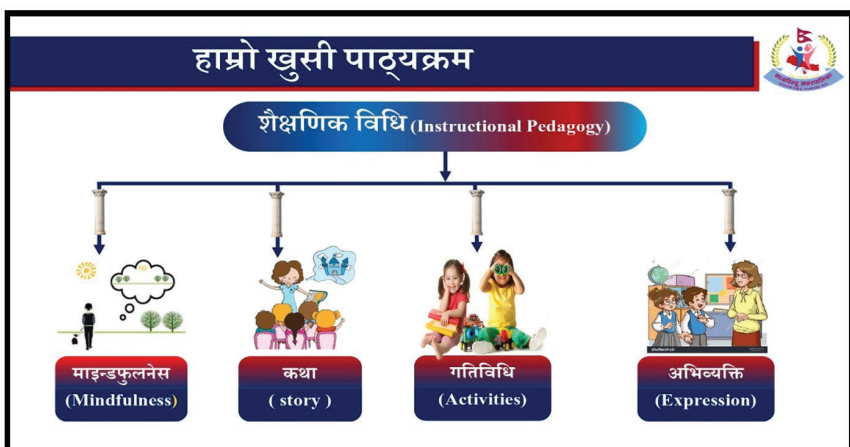 हाम्रो खुसी पाठ्यक्रम
शैक्षणिक विधि (Instructional Pedagogy)
माइन्डफुलनेस
(Mindfulness)
कथा
( story )
गतिविधि
(Activities)
अभिव्यक्ति
(Expression)